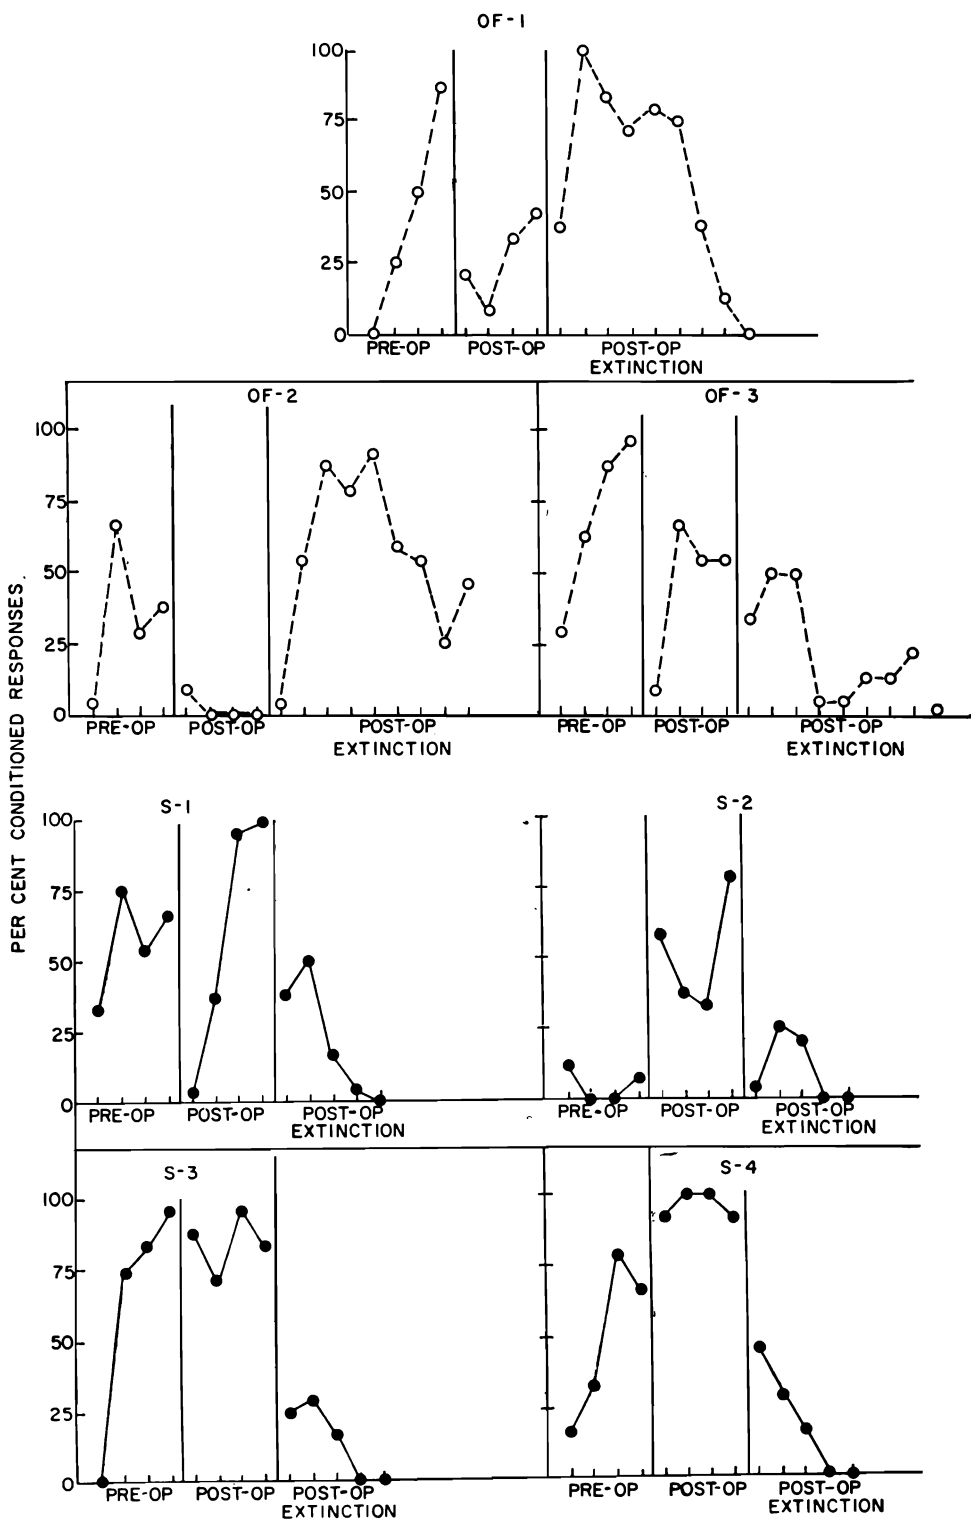 OF-1
100
75
50
25
0
PRE-OP POST-OP POST-OP
EXTINCTION
PER CENT CONDITIONED RESPONSES.
OF-2 OF-3
100
75
50
25
0
PRE-OP POST-OP POST-OP PRE-OP POST-OP POST-OP
EXTINCTION EXTINCTION
S-1 S-2
100
75
50
25
0
PRE-OP POST-OP POST-OP PRE-OP POST-OP POST-OP
EXTINCTION EXTINCTION
S-3 S-4
100
75
50
25
0
PRE-OP POST-OP POST-OP PRE-OP POST-OP POST-OP
EXTINCTION EXTINCTION